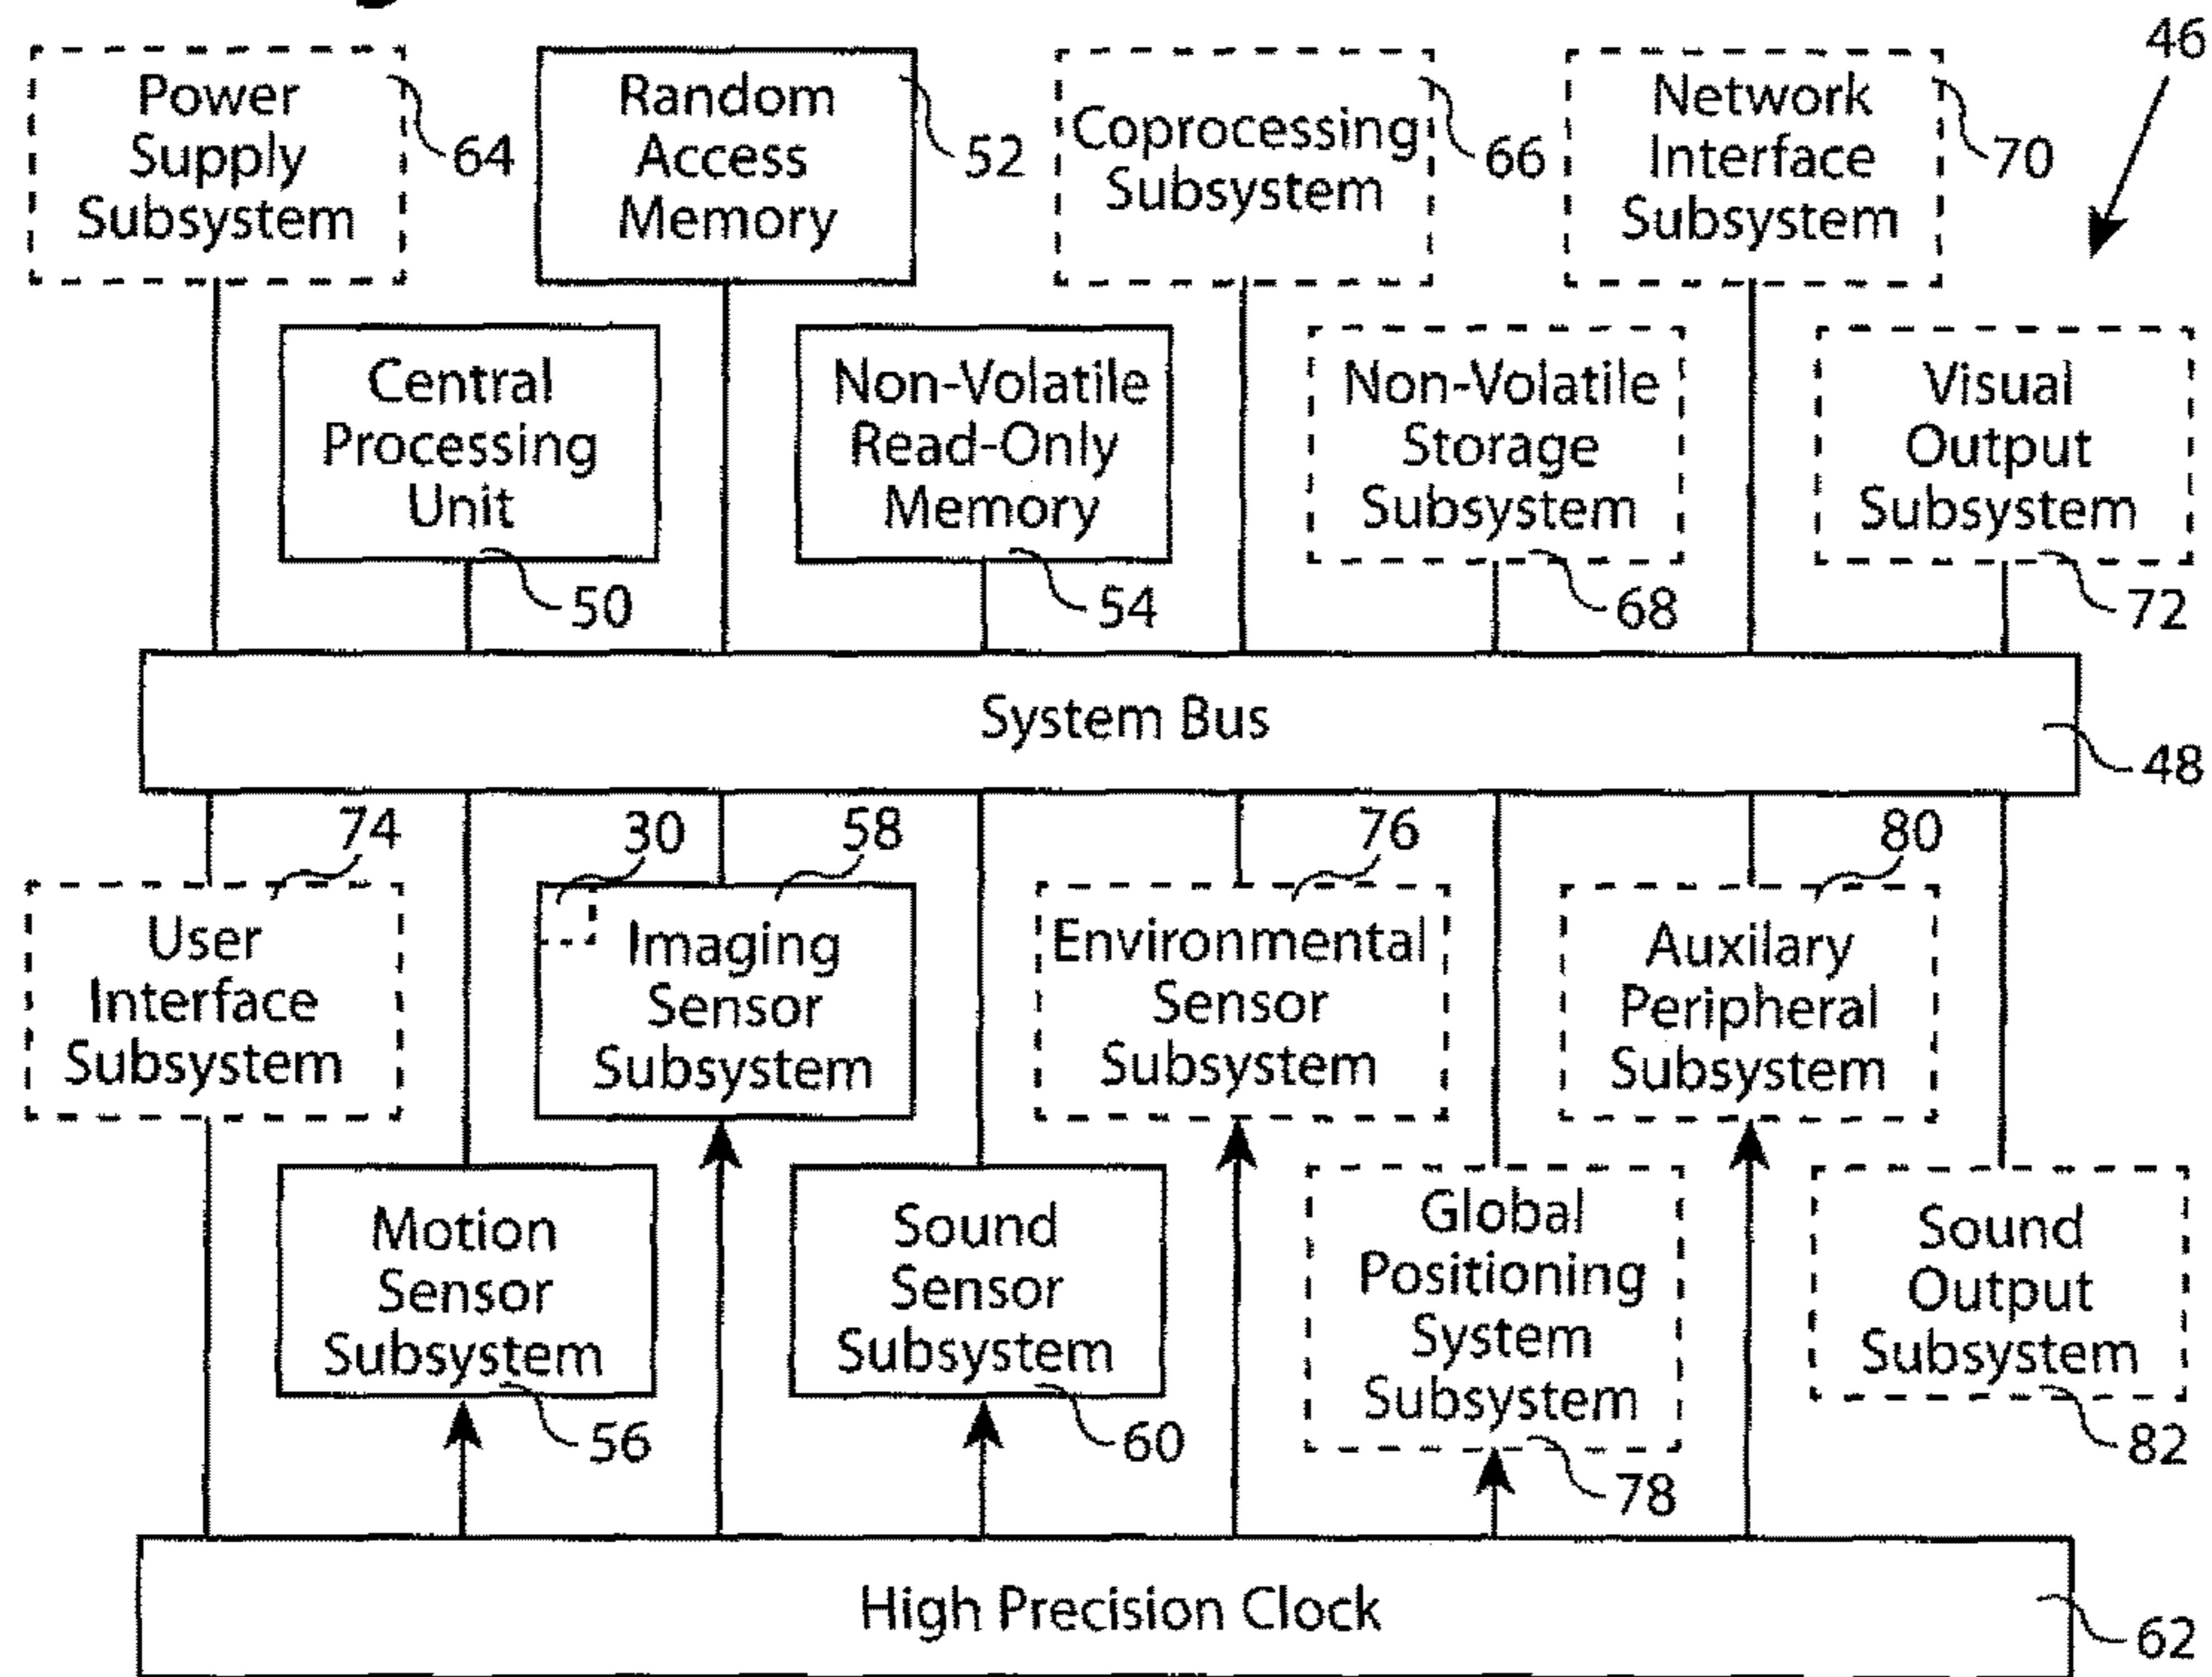 46
Power
Supply
Subsystem
64
Random
Access
Memory
52
Coprocessing
Subsystem
66
Network
Interface
Subsystem
70
Central
Processing
Unit
50
Non-Volatile
Read-Only
Memory
54
Non-Volatile
Storage
Subsystem
68
Visual
Output
Subsystem
72
System Bus
48
74
User
Interface
Subsystem
30
58
Imaging
Sensor
Subsystem
76
Environmental
Sensor
Subsystem
80
Auxilary
Peripheral
Subsystem
Motion
Sensor
Subsystem
56
Sound
Sensor
Subsystem
60
Global
Positioning
System
Subsystem
78
Sound
Output
Subsystem
82
High Precision Clock
62